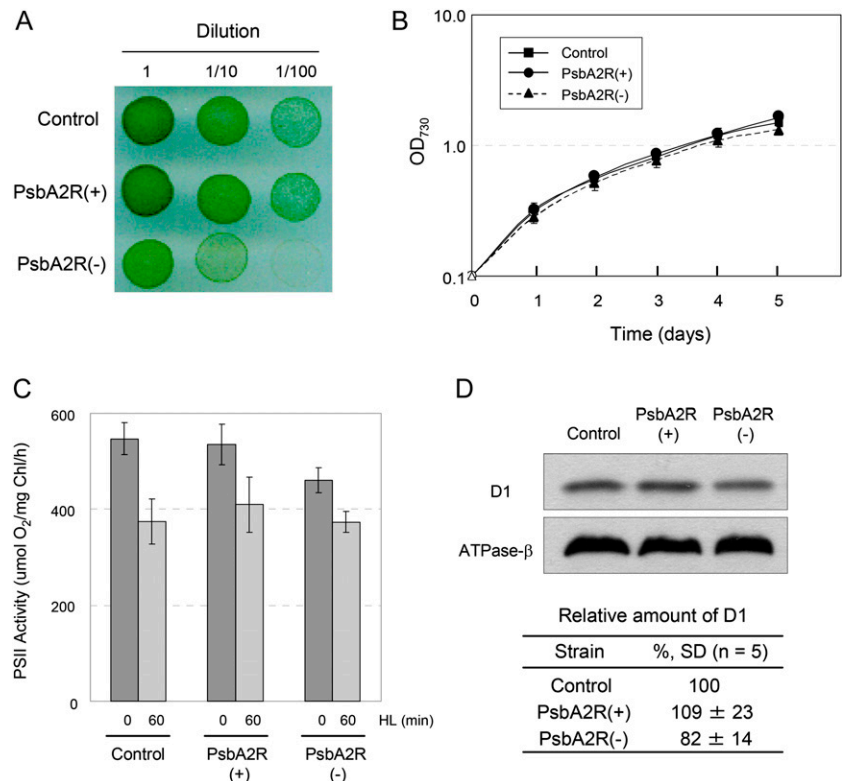 A
Dilution
1 1/10 1/100
Control
PsbA2R(+)
PsbA2R(-)
B
10.0
1.0
0.1
OD730
Control
PsbA2R(+)
PsbA2R(-)
0 1 2 3 4 5
Time (days)
C
PSII Activity (umol O2/mg Chl/h)
600
400
200
0
0 60 0 60 0 60 HL (min)
Control PsbA2R (+) PsbA2R (-)
D
Control PsbA2R (+) PsbA2R (-)
D1
ATPase-β
Relative amount of D1
Strain %, SD (n = 5)
Control 100
PsbA2R(+) 109 ± 23
PsbA2R(-) 82 ± 14